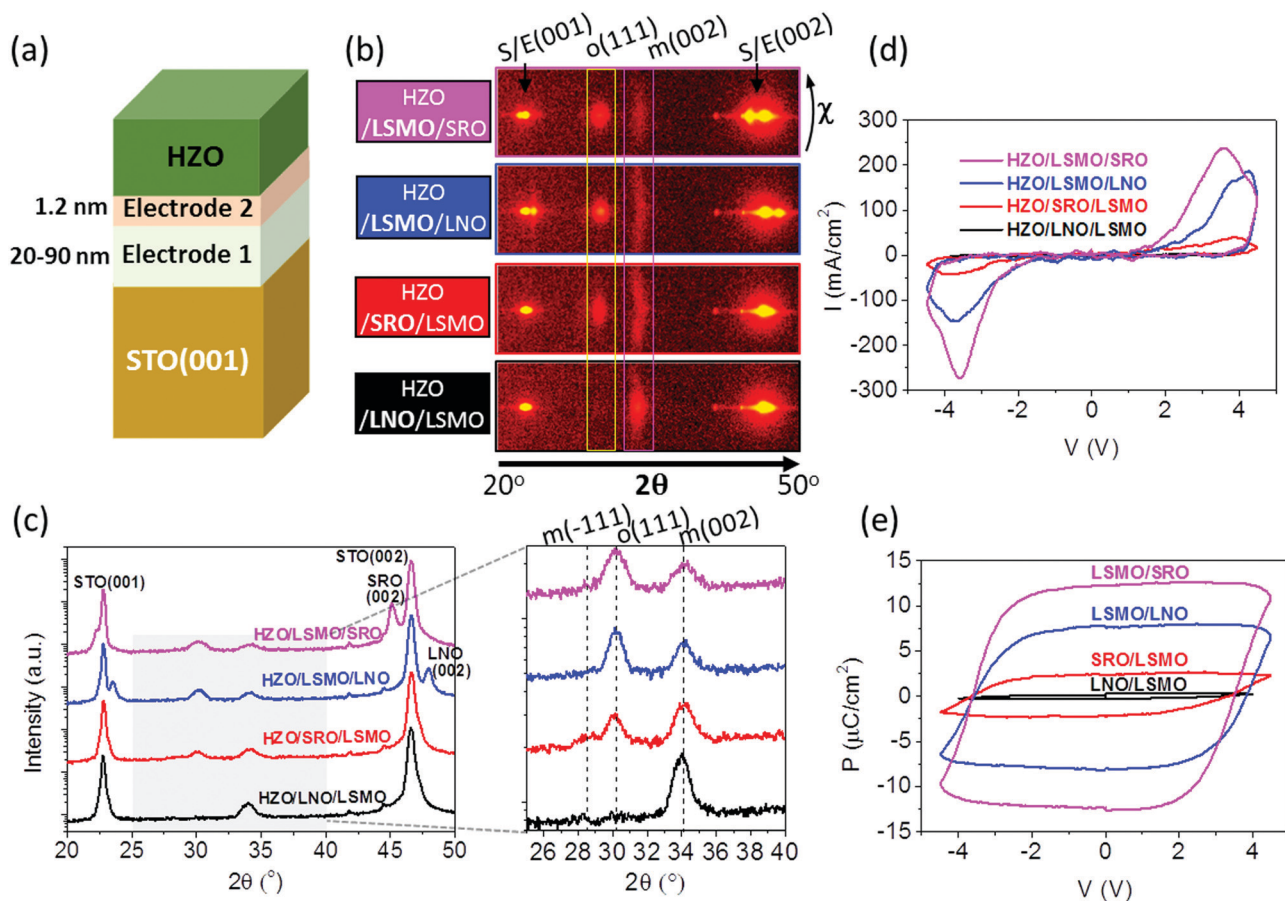 (a)
HZO
1.2 nm
Electrode 2
20-90 nm
Electrode 1
STO(001)
(b)
S/E(001)
o(111)
m(002)
S/E(002)
HZO
/LSMO/SRO
HZO
/LSMO/LNO
HZO
/SRO/LSMO
HZO
/LNO/LSMO
χ
20º
2θ
50º
(c)
Intensity (a.u.)
STO(001)
STO(002)
SRO
(002)
HZO/LSMO/SRO
LNO
(002)
HZO/LSMO/LNO
HZO/SRO/LSMO
HZO/LNO/LSMO
20 30 40 50
2θ (°)
m(-111)
o(111)
m(002)
26 28 30 32 34 36 38 40
2θ (°)
(d)
I (mA/cm²)
300
200
100
0
-100
-200
-300
HZO/LSMO/SRO
HZO/LSMO/LNO
HZO/SRO/LSMO
HZO/LNO/LSMO
-4 -2 0 2 4
V (V)
(e)
P (μC/cm²)
15
10
5
0
-5
-10
-15
LSMO/SRO
LSMO/LNO
SRO/LSMO
LNO/LSMO
-4 -2 0 2 4
V (V)